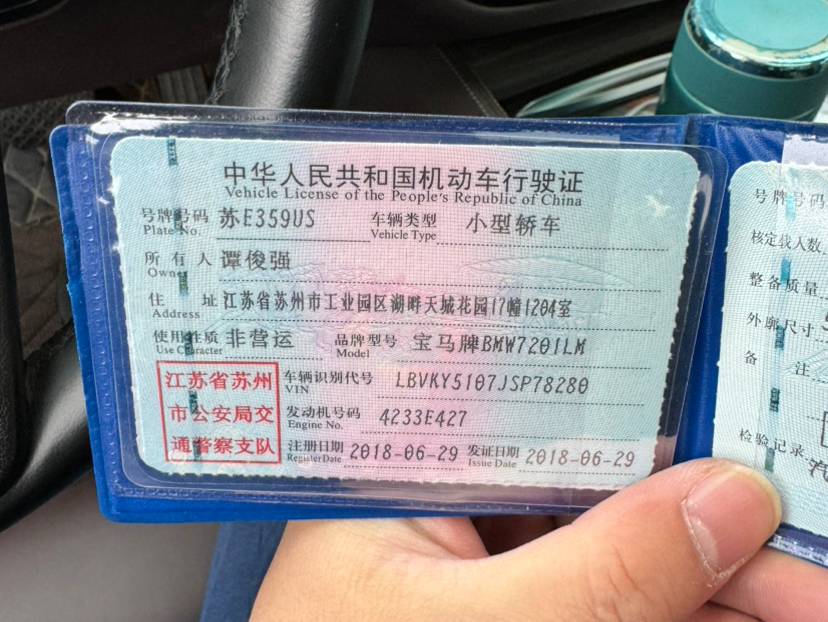 中华人民共和国机动车行驶证
Vehicle License of the People's Republic of China
号牌号码 苏E359US 车辆类型 小型轿车
Plate No. Vehicle Type
所有人 谭俊强
Owner
住址 江苏省苏州市工业园区湖畔天城花园17幢1204室
Address
使用性质 非营运 品牌型号 宝马牌BMW7201LM
Use Character Model
江苏省苏州
市公安局交
通警察支队
车辆识别代号 LBVKY5107JSP78280
VIN
发动机号码 4233E427
Engine No.
注册日期 2018-06-29 发证日期 2018-06-29
Register Date Issue Date
号牌号码
核定载人数
整备质量
外廓尺寸
备注
检验记录